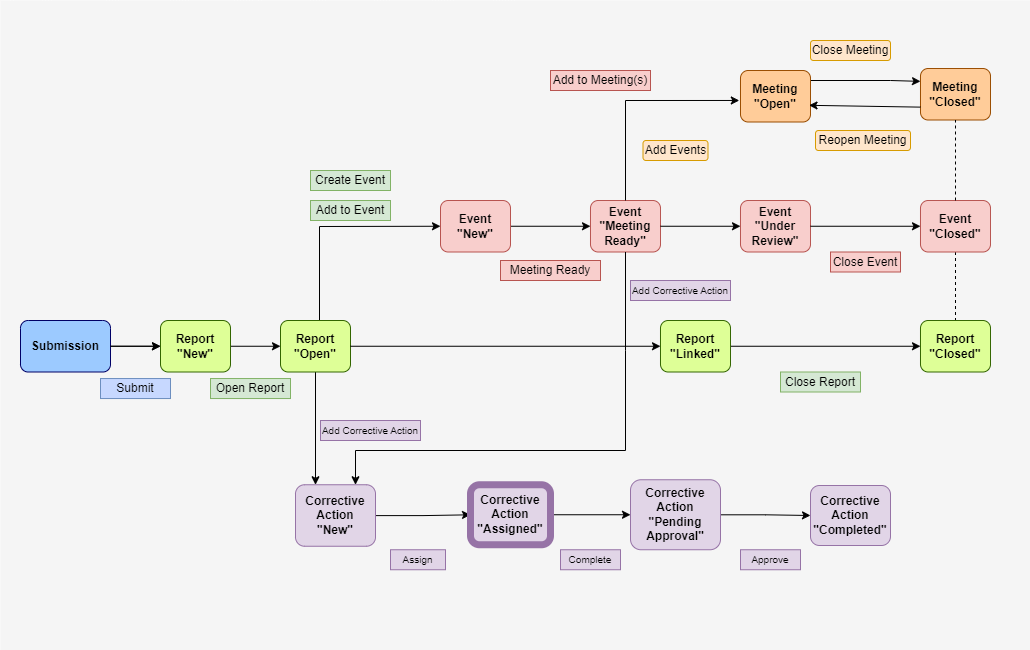 Close Meeting
Add to Meeting(s)
Meeting
"Open"
Meeting
"Closed"
Reopen Meeting
Add Events
Create Event
Add to Event
Event
"New"
Event
"Meeting
Ready"
Event
"Under
Review"
Event
"Closed"
Meeting Ready
Close Event
Add Corrective Action
Submission
Report
"New"
Report
"Open"
Report
"Linked"
Report
"Closed"
Submit
Open Report
Close Report
Add Corrective Action
Corrective
Action
"New"
Corrective
Action
"Assigned"
Corrective
Action
"Pending
Approval"
Corrective
Action
"Completed"
Assign
Complete
Approve